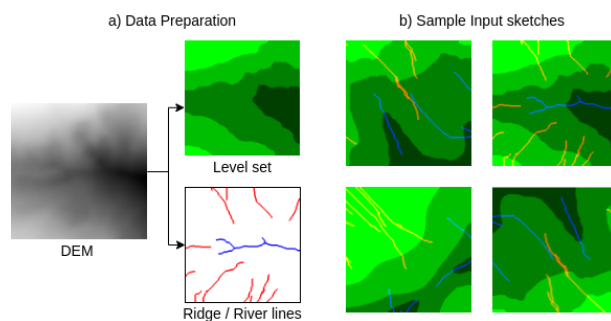 a) Data Preparation
b) Sample Input sketches
Level set
DEM
Ridge / River lines